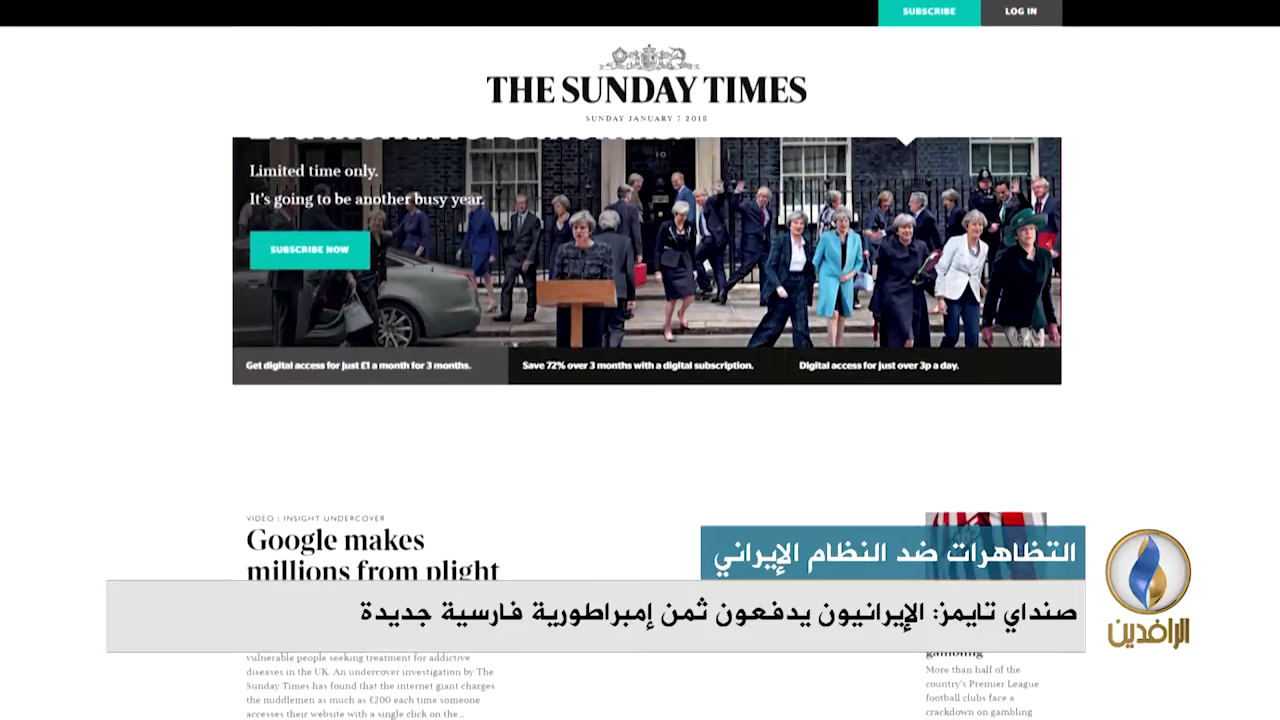 SUBSCRIBE
LOG IN
THE SUNDAY TIMES
SUNDAY JANUARY 7 2018
Limited time only.
It's going to be another busy year.
SUBSCRIBE NOW
10
Get digital access for just £1 a month for 3 months.
Save 72% over 3 months with a digital subscription.
Digital access for just over 3p a day.
VIDEO | INSIGHT UNDERCOVER
Google makes
millions from plight
التظاهرات ضد النظام الإيراني
صنداي تايمز: الإيرانيون يدفعون ثمن إمبراطورية فارسية جديدة
الرافدين
vulnerable people seeking treatment for addictive
diseases in the UK. An undercover investigation by The
Sunday Times has found that the internet giant charges
the middlemen as much as £200 each time someone
accesses their website with a single click on the...
gambling
More than half of the
country's Premier League
football clubs face a
crackdown on gambling